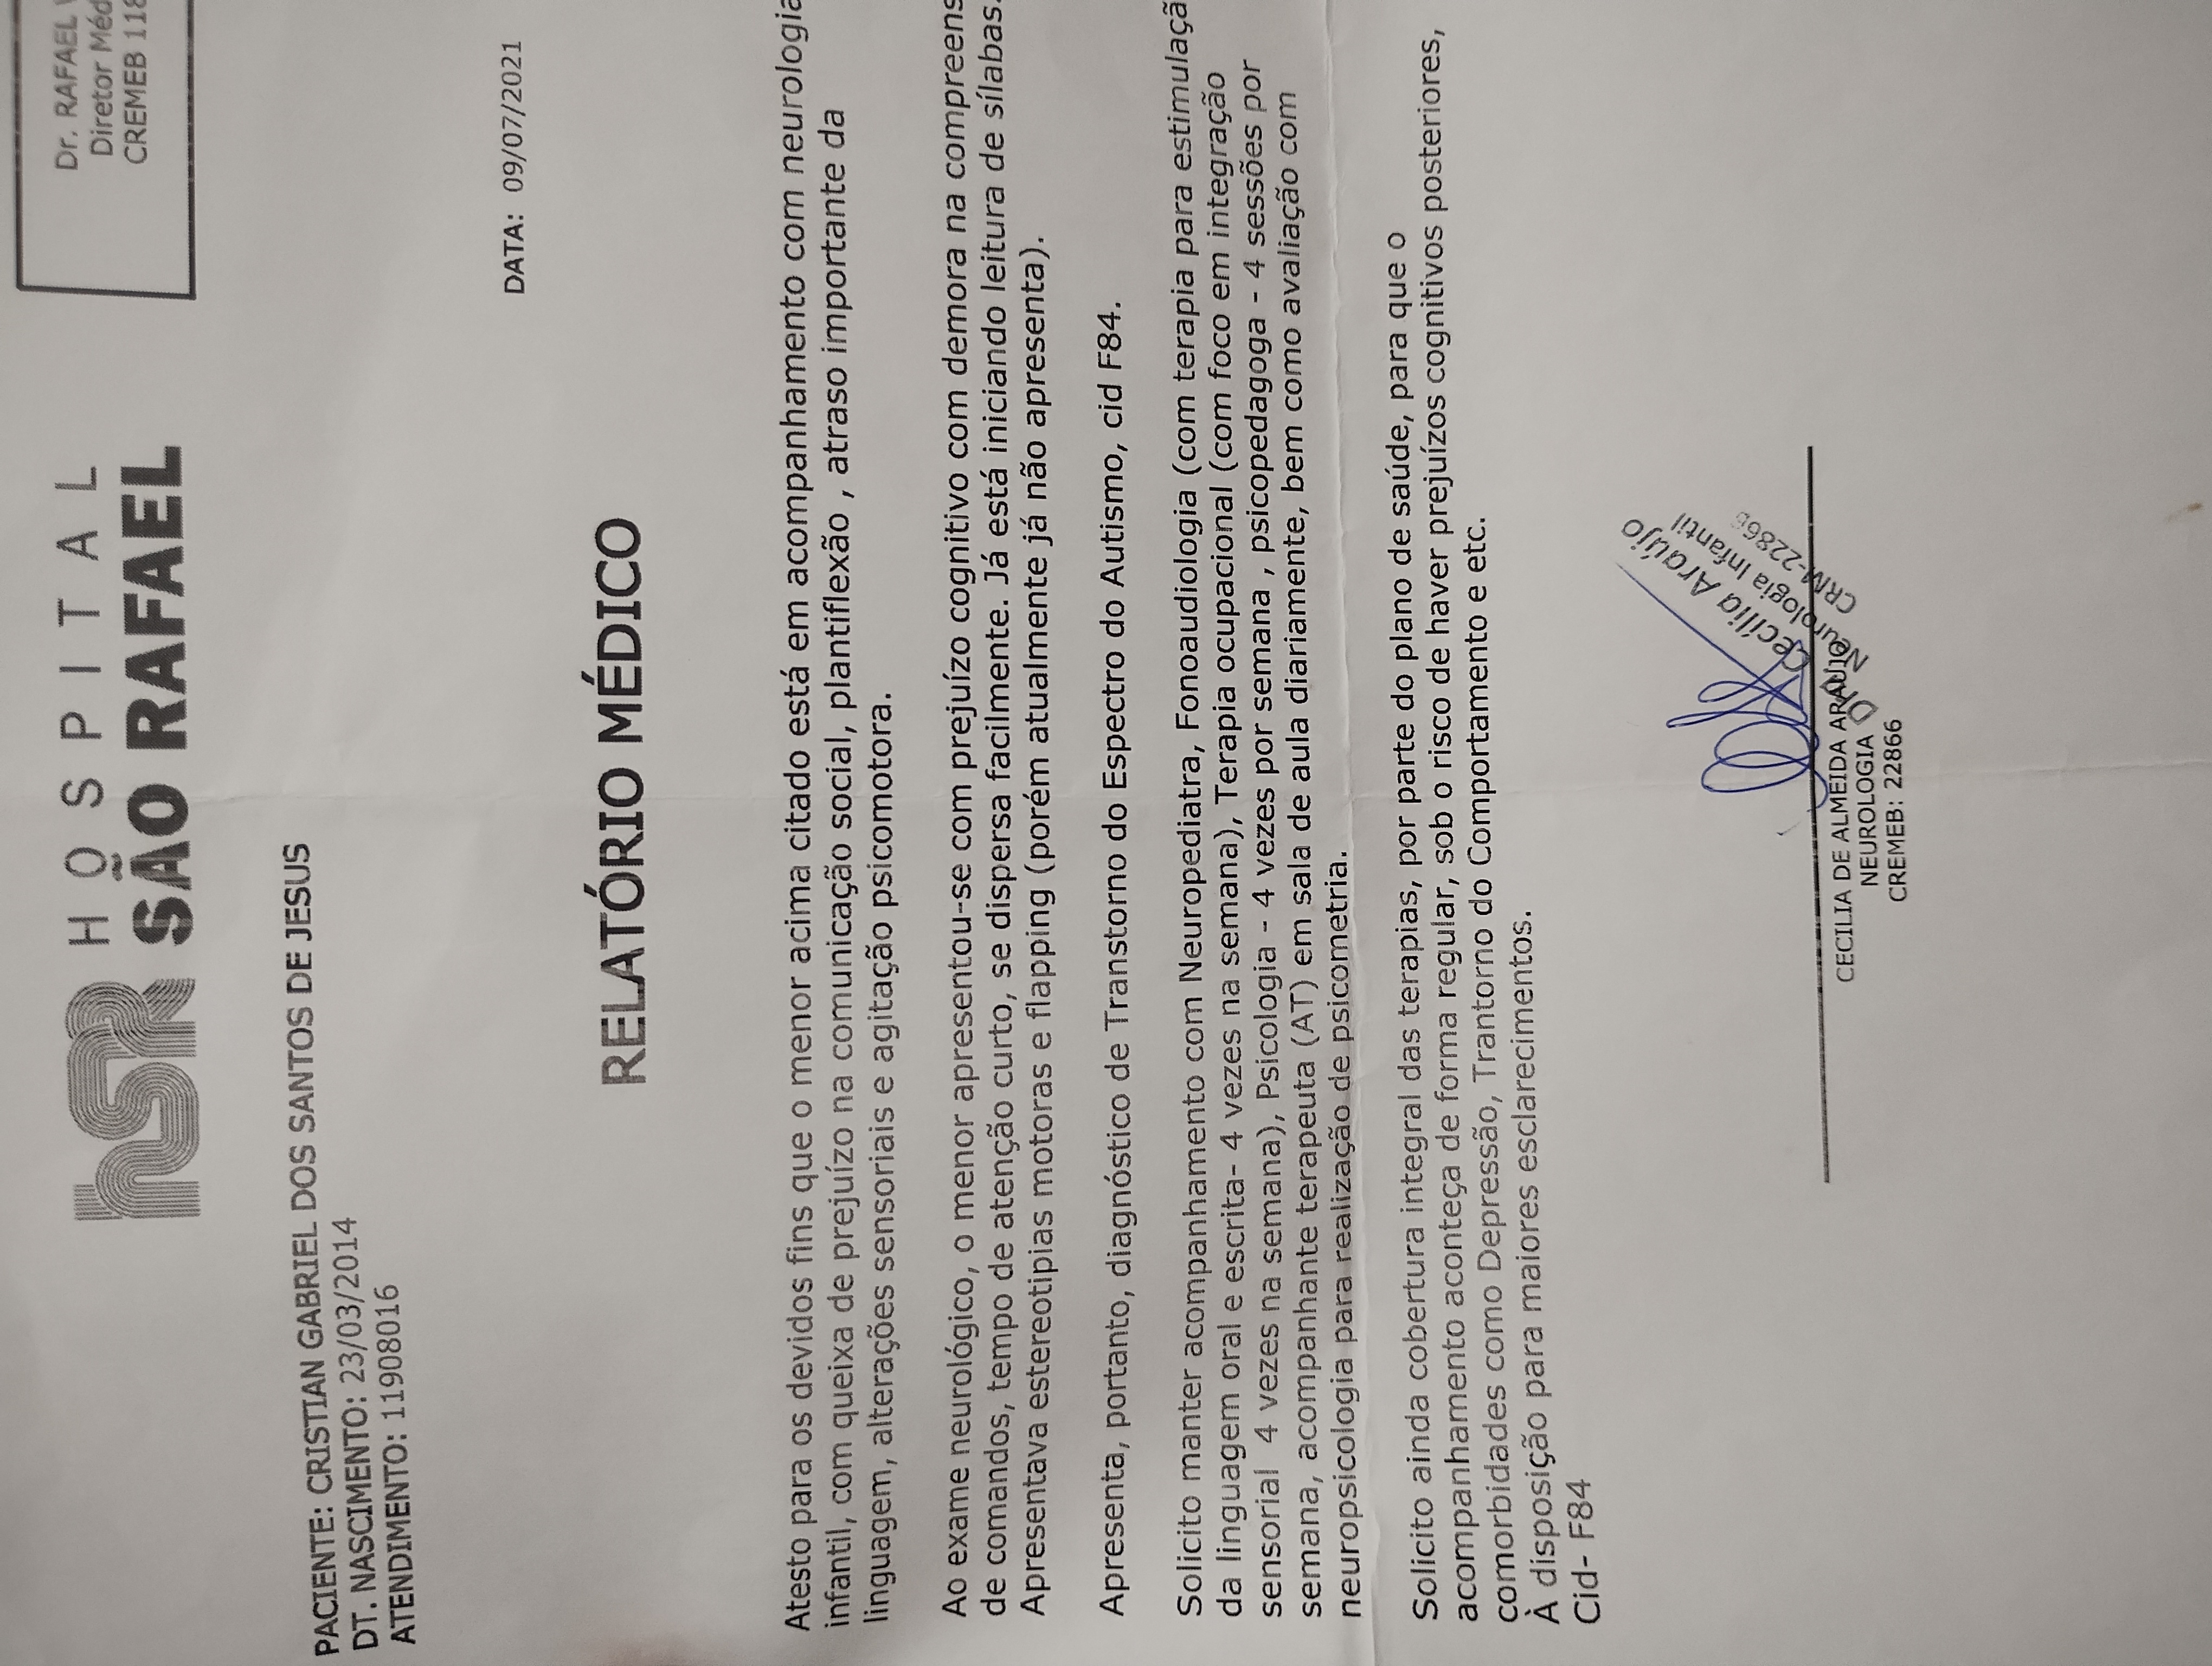 HOSPITAL
SÃO RAFAEL
Dr. RAFAEL
Diretor Méd
CREMEB 118
PACIENTE: CRISTIAN GABRIEL DOS SANTOS DE JESUS
DT. NASCIMENTO: 23/03/2014
ATENDIMENTO: 11908016
DATA: 09/07/2021
RELATÓRIO MÉDICO
Atesto para os devidos fins que o menor acima citado está em acompanhamento com neurologia
infantil, com queixa de prejuízo na comunicação social, plantiflexão , atraso importante da
linguagem, alterações sensoriais e agitação psicomotora.
Ao exame neurológico, o menor apresentou-se com prejuízo cognitivo com demora na compreens
de comandos, tempo de atenção curto, se dispersa facilmente. Já está iniciando leitura de sílabas.
Apresentava estereotipias motoras e flapping (porém atualmente já não apresenta).
Apresenta, portanto, diagnóstico de Transtorno do Espectro do Autismo, cid F84.
Solicito manter acompanhamento com Neuropediatra, Fonoaudiologia (com terapia para estimulaçã
da linguagem oral e escrita- 4 vezes na semana), Terapia ocupacional (com foco em integração
sensorial 4 vezes na semana), Psicologia - 4 vezes por semana , psicopedagoga - 4 sessões por
semana, acompanhante terapeuta (AT) em sala de aula diariamente, bem como avaliação com
neuropsicologia para realização de psicometria.
Solicito ainda cobertura integral das terapias, por parte do plano de saúde, para que o
acompanhamento aconteça de forma regular, sob o risco de haver prejuízos cognitivos posteriores,
comorbidades como Depressão, Trantorno do Comportamento e etc.
À disposição para maiores esclarecimentos.
Cid- F84
Dra. Cecília Araújo
Neurologia Infantil
CRM-22866
CECILIA DE ALMEIDA ARAUJO
NEUROLOGIA
CREMEB: 22866